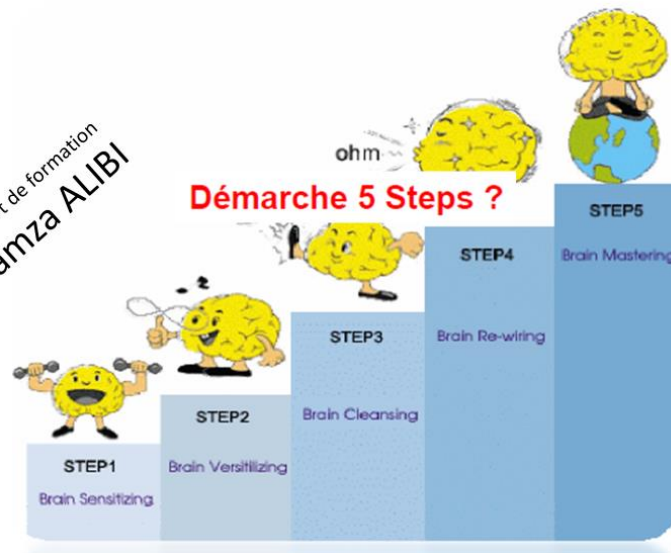 t de formation
amza ALIBI
ohm
Démarche 5 Steps ?
STEP5
Brain Mastering
STEP4
Brain Re-wiring
STEP3
Brain Cleansing
STEP2
Brain Versitilizing
STEP1
Brain Sensitizing